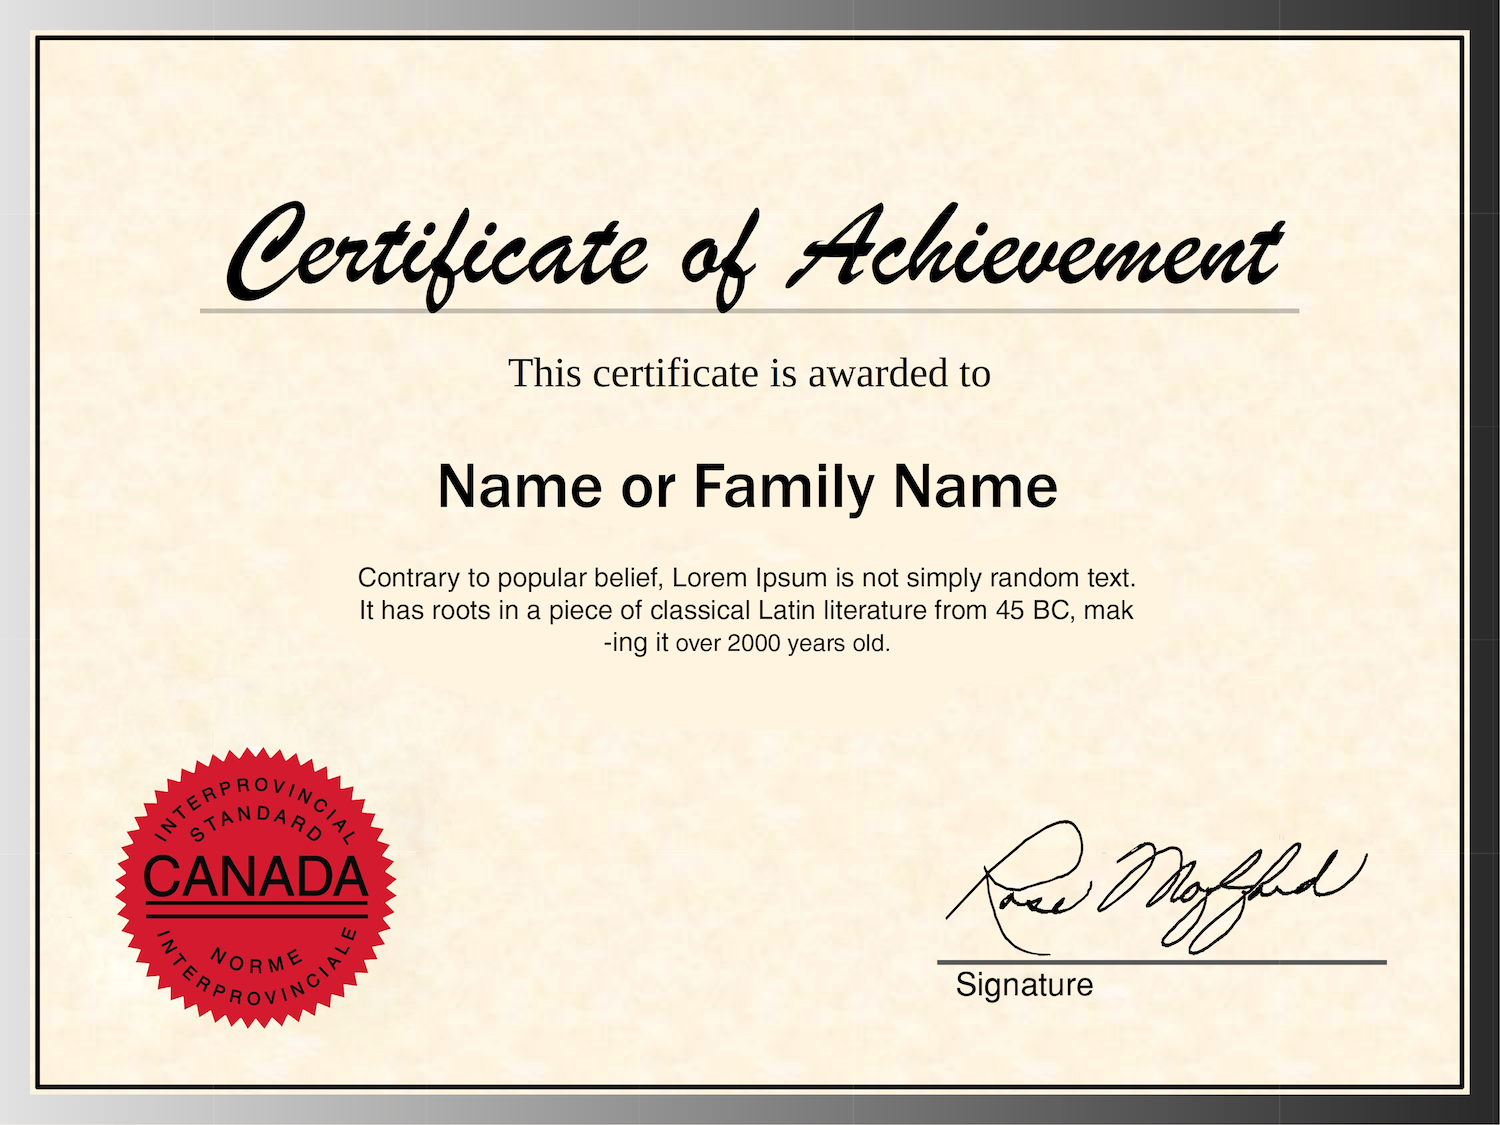 Certificate of Achievement
This certificate is awarded to
Name or Family Name
Contrary to popular belief, Lorem Ipsum is not simply random text.
It has roots in a piece of classical Latin literature from 45 BC, mak
-ing it over 2000 years old.
INTERPROVINCIAL
STANDARD
CANADA
NORME
INTERPROVINCIALE
Rose Mofford
Signature